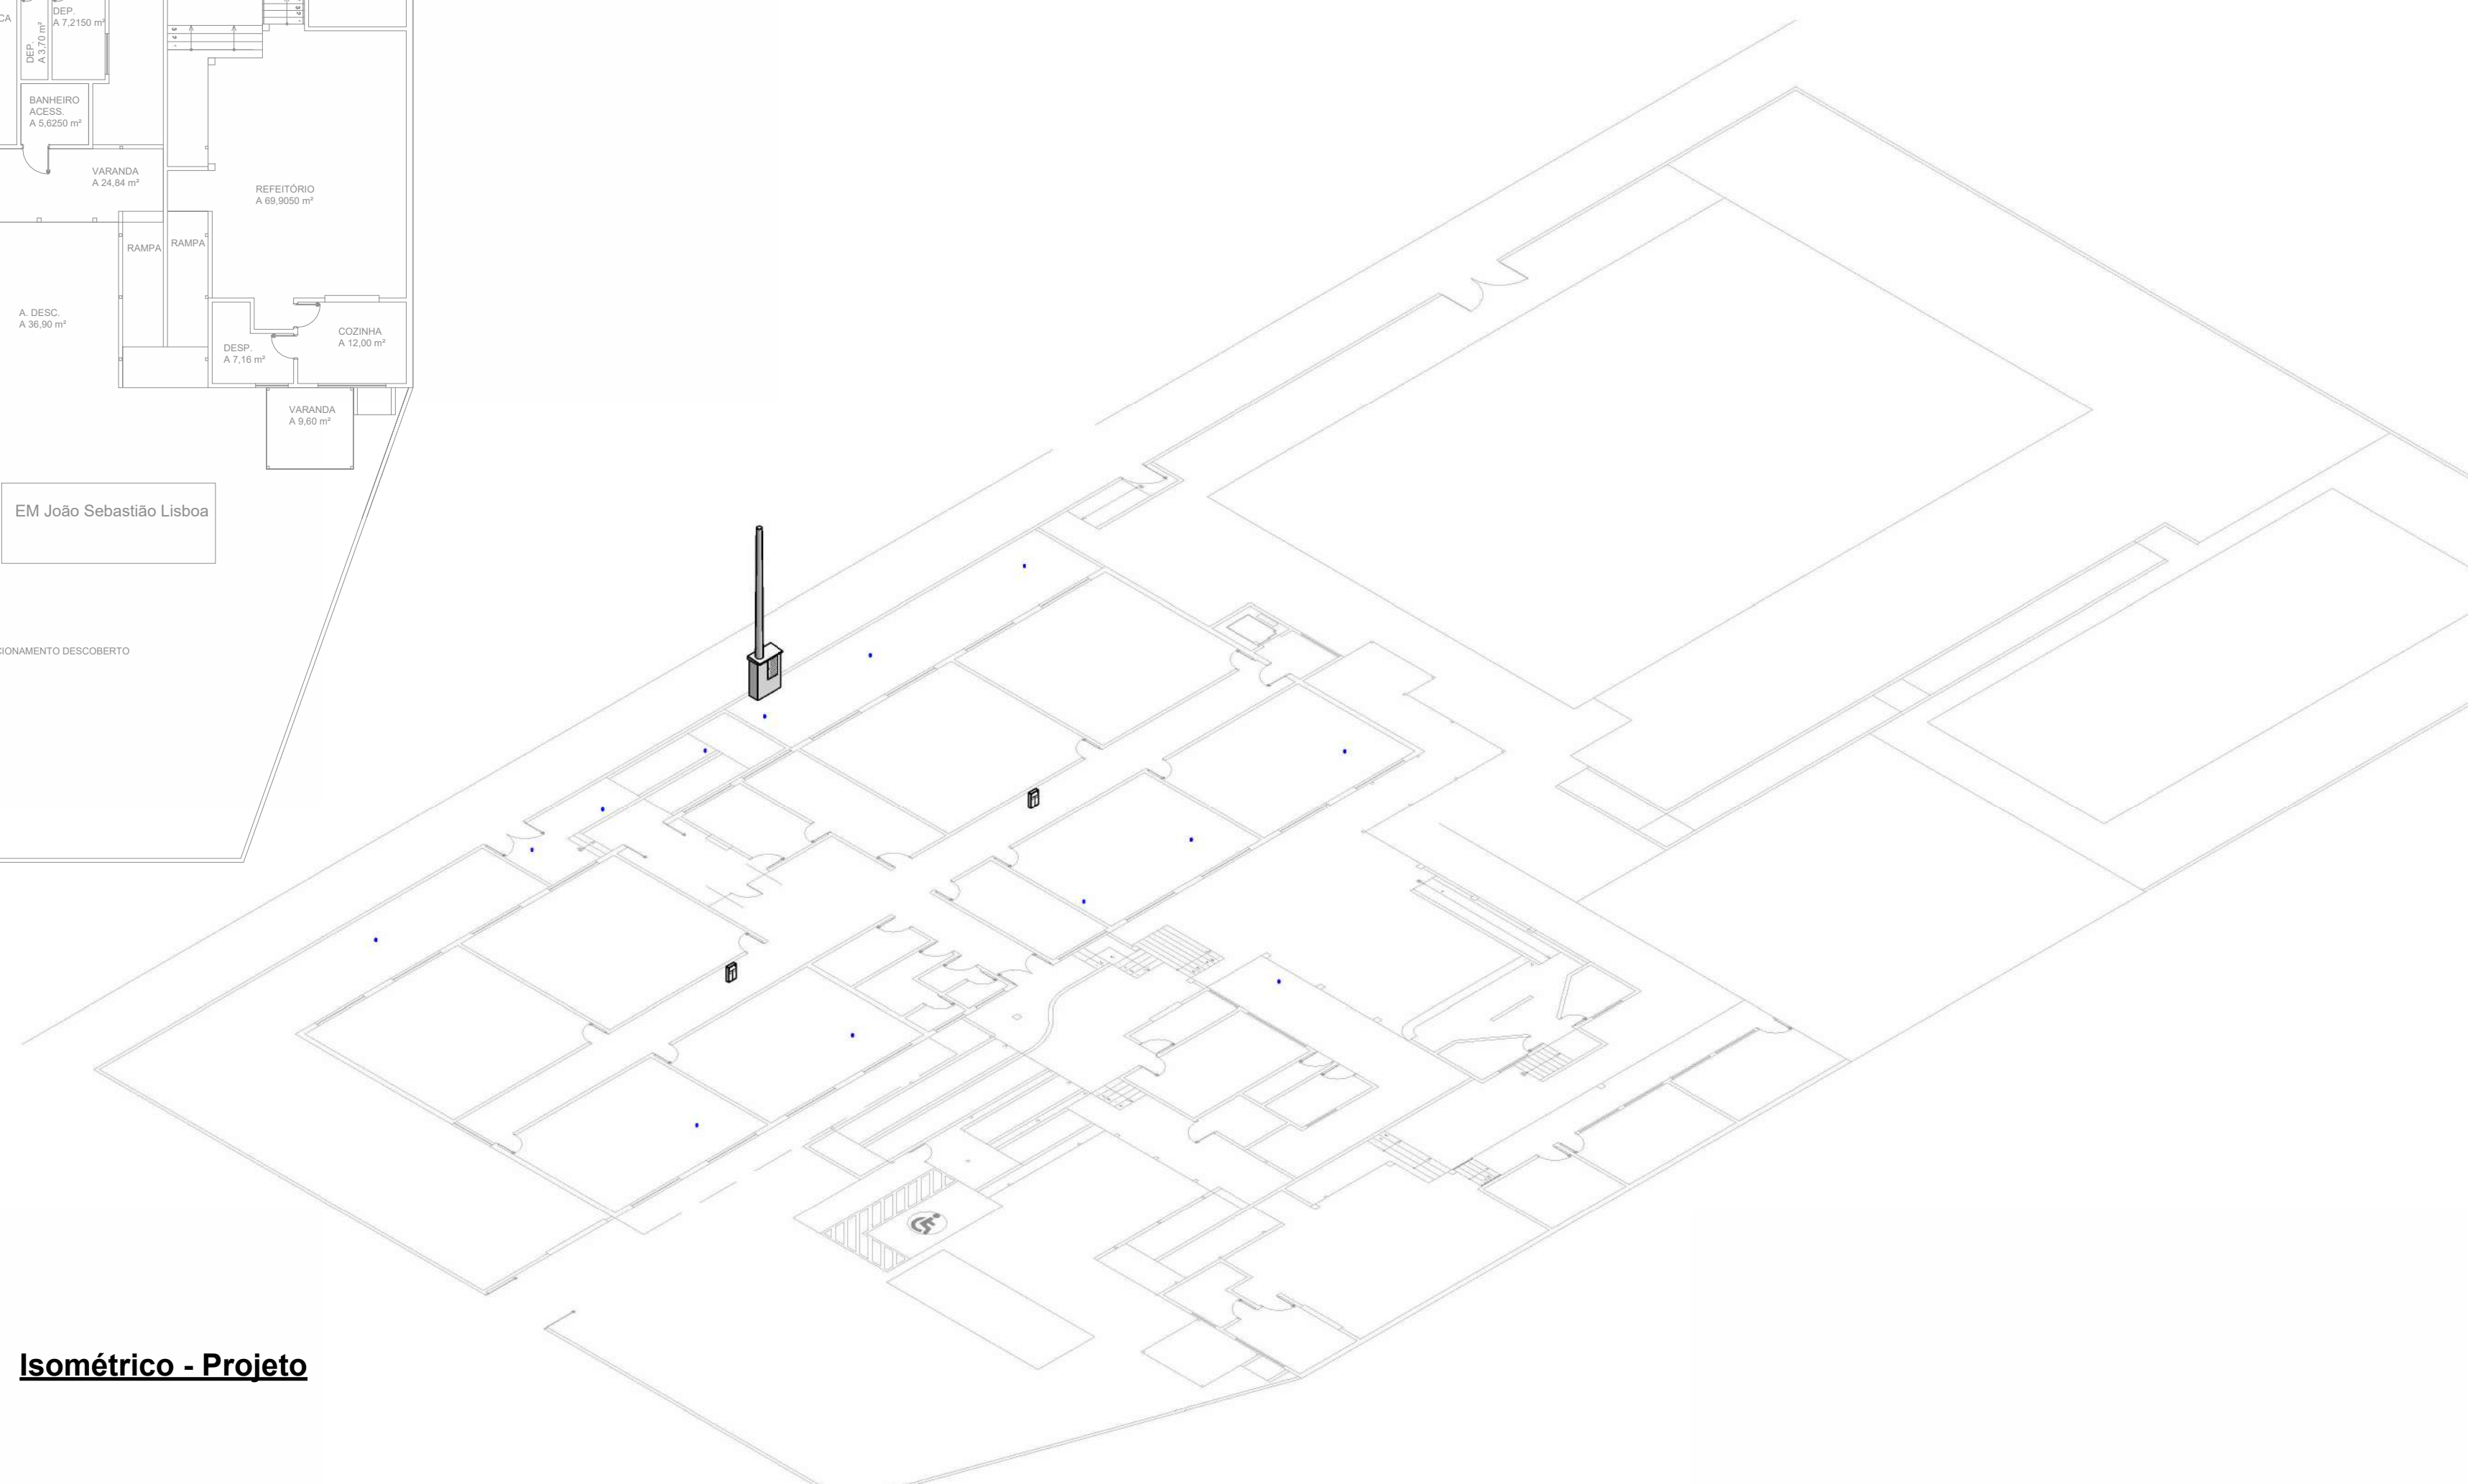 CA
DEP.
A 7,2150 m²
DEP.
A 3,70 m²
BANHEIRO
ACESS.
A 5,6250 m²
VARANDA
A 24,84 m²
REFEITÓRIO
A 69,9050 m²
RAMPA
RAMPA
A. DESC.
A 36,90 m²
COZINHA
A 12,00 m²
DESP.
A 7,16 m²
VARANDA
A 9,60 m²
EM João Sebastião Lisboa
CIONAMENTO DESCOBERTO
Isométrico - Projeto